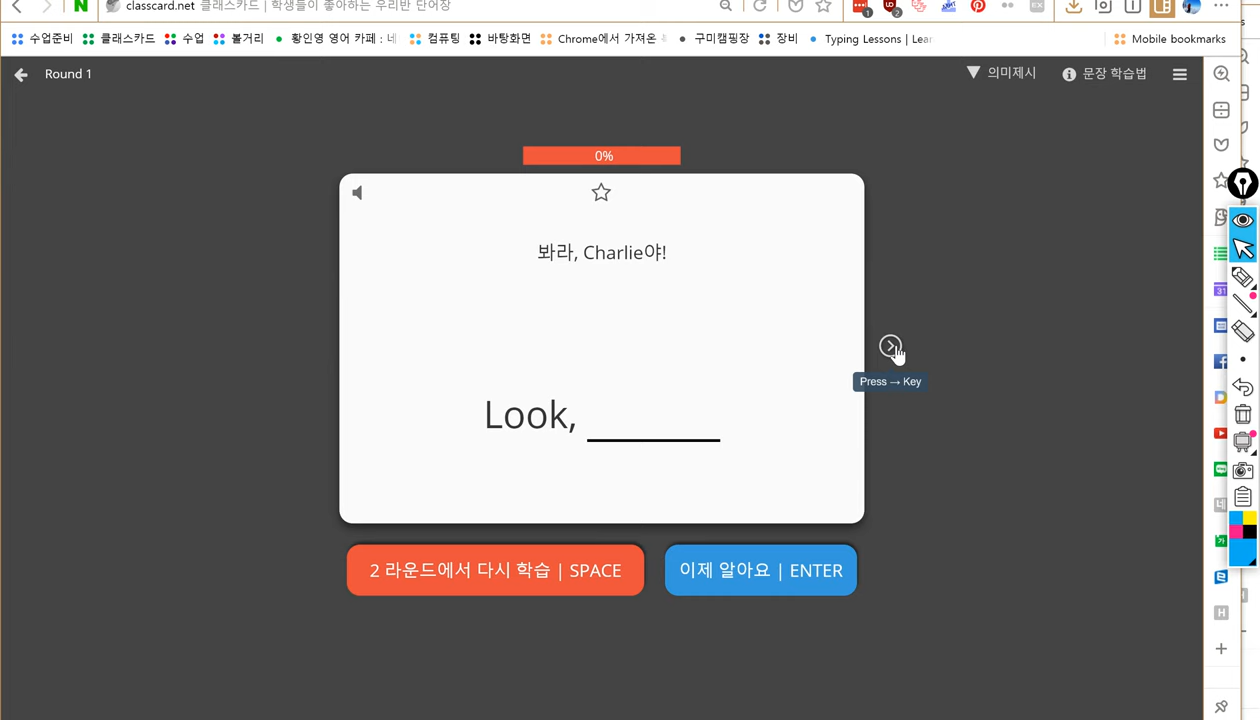 classcard.net 클래스카드 | 학생들이 좋아하는 우리반 단어장
수업준비 클래스카드 수업 볼거리 황인영 영어 카페 : 네 컴퓨팅 바탕화면 Chrome에서 가져온 구미캠핑장 장비 Typing Lessons | Lear Mobile bookmarks
Round 1 ▼ 의미제시 문장 학습법
0%
봐라, Charlie야!
Press → Key
Look, ________
2 라운드에서 다시 학습 | SPACE 이제 알아요 | ENTER